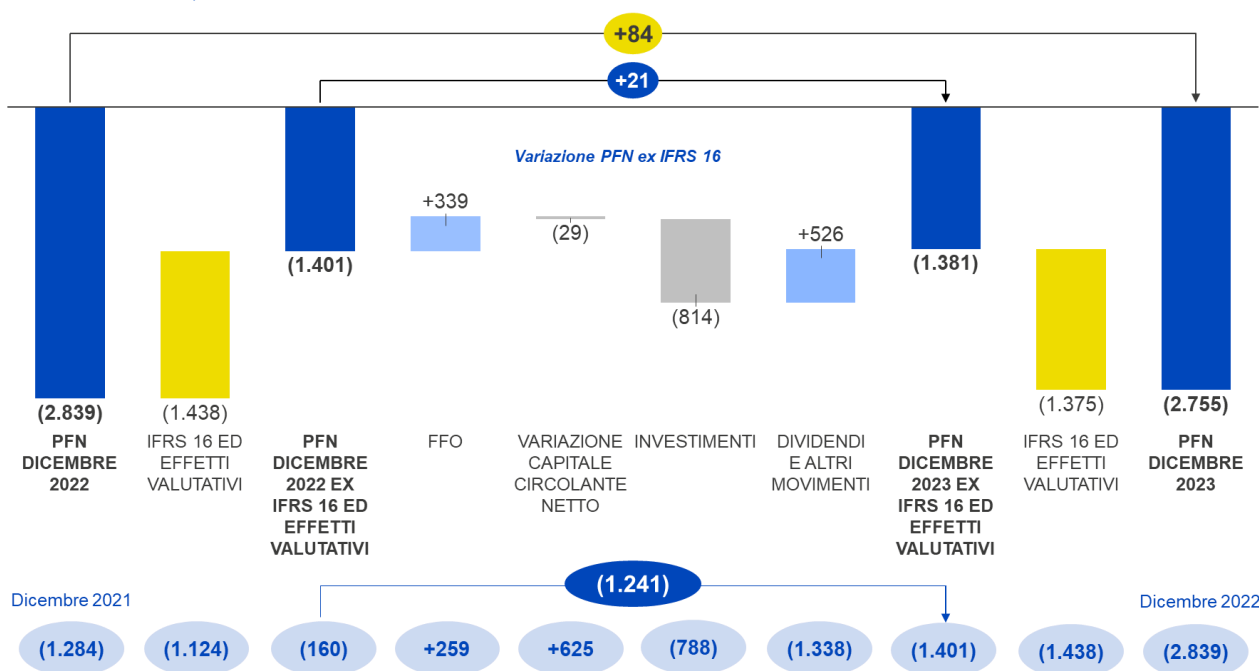 +84
+21
Variazione PFN ex IFRS 16
+339
(29)
(814)
+526
(2.839)
(1.438)
(1.401)
(1.381)
(1.375)
(2.755)
PFN
DICEMBRE
2022
IFRS 16 ED
EFFETTI
VALUTATIVI
PFN
DICEMBRE
2022 EX
IFRS 16 ED
EFFETTI
VALUTATIVI
FFO
VARIAZIONE
CAPITALE
CIRCOLANTE
NETTO
INVESTIMENTI
DIVIDENDI
E ALTRI
MOVIMENTI
PFN
DICEMBRE
2023 EX
IFRS 16 ED
EFFETTI
VALUTATIVI
IFRS 16 ED
EFFETTI
VALUTATIVI
PFN
DICEMBRE
2023
(1.241)
Dicembre 2021
Dicembre 2022
(1.284)
(1.124)
(160)
+259
+625
(788)
(1.338)
(1.401)
(1.438)
(2.839)